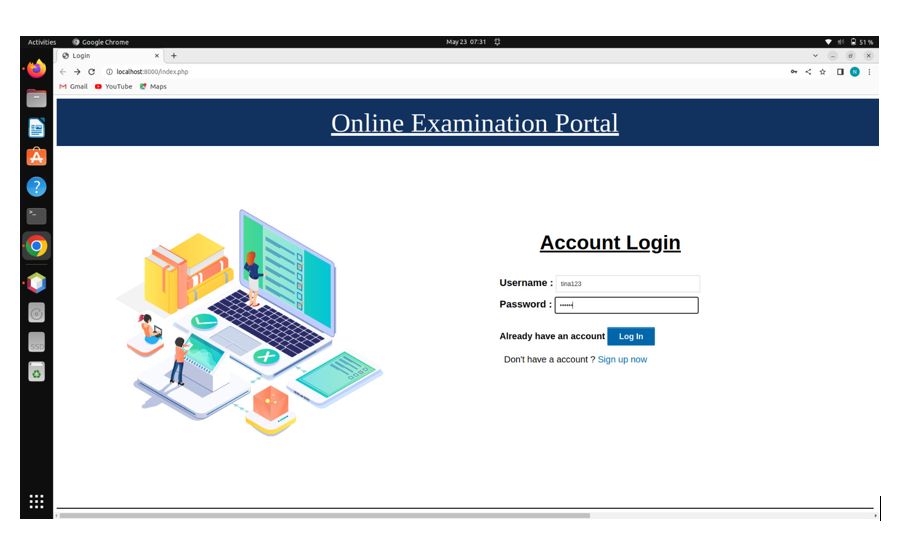 Activities Google Chrome May 23 07:31 51 %
Login
localhost:8000/index.php
Gmail YouTube Maps
Online Examination Portal
Account Login
Username : tina123
Password : ••••••
Already have an account Log In
Don't have a account ? Sign up now
SSD